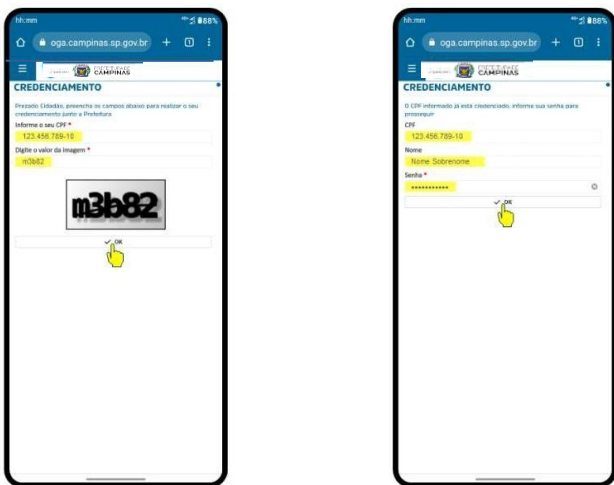 hh:mm
88%
oga.campinas.sp.gov.br
CAMPINAS
CREDENCIAMENTO
Prezado Cidadão, preencha os campos abaixo para realizar o seu
credenciamento junto a Prefeitura
Informe o seu CPF *
123.456.789-10
Digite o valor da Imagem *
m3b82
m3b82
OK
hh:mm
88%
oga.campinas.sp.gov.br
CAMPINAS
CREDENCIAMENTO
O CPF informado já esta credenciado, informe sua senha para
prosseguir
CPF
123.456.789-10
Nome
Nome Sobrenome
Senha *
OK